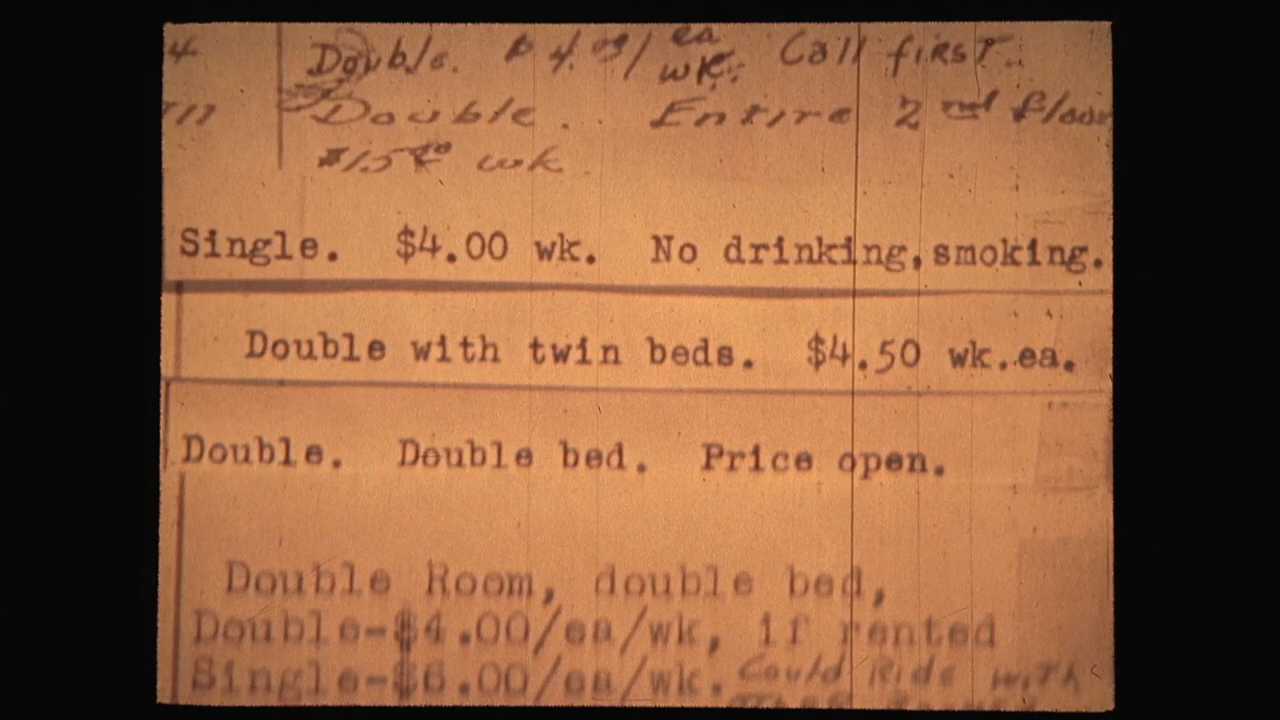 4 Double. $4.00/ea wk. Call first.
Double. Entire 2nd floor
$15.00 wk
Single. $4.00 wk. No drinking, smoking.
Double with twin beds. $4.50 wk.ea.
Double. Double bed. Price open.
Double Room, double bed,
Double-$4.00/ea/wk, if rented
Single-$6.00/ea/wk. Could Ride with